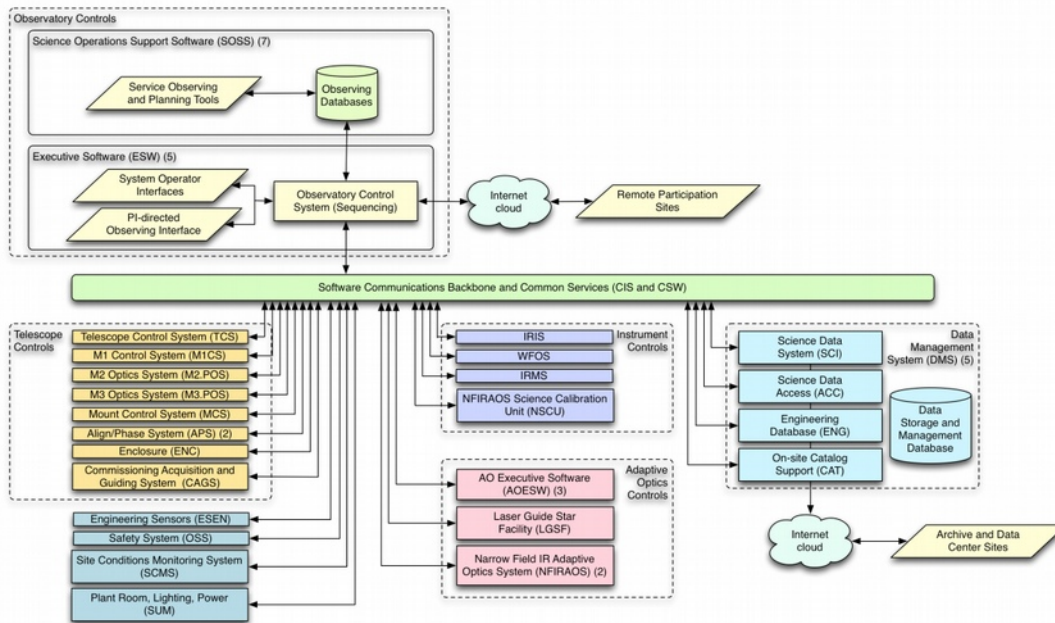 Observatory Controls
Science Operations Support Software (SOSS) (7)
Service Observing
and Planning Tools
Observing
Databases
Executive Software (ESW) (5)
System Operator
Interfaces
PI-directed
Observing Interface
Observatory Control
System (Sequencing)
Internet
cloud
Remote Participation
Sites
Software Communications Backbone and Common Services (CIS and CSW)
Telescope
Controls
Telescope Control System (TCS)
M1 Control System (M1CS)
M2 Optics System (M2.POS)
M3 Optics System (M3.POS)
Mount Control System (MCS)
Align/Phase System (APS) (2)
Enclosure (ENC)
Commissioning Acquisition and
Guiding System (CAGS)
Engineering Sensors (ESEN)
Safety System (OSS)
Site Conditions Monitoring System
(SCMS)
Plant Room, Lighting, Power
(SUM)
IRIS
WFOS
IRMS
NFIRAOS Science Calibration
Unit (NSCU)
Instrument
Controls
AO Executive Software
(AOESW) (3)
Laser Guide Star
Facility (LGSF)
Narrow Field IR Adaptive
Optics System (NFIRAOS) (2)
Adaptive
Optics
Controls
Science Data
System (SCI)
Science Data
Access (ACC)
Engineering
Database (ENG)
On-site Catalog
Support (CAT)
Data
Management
System (DMS) (5)
Data
Storage and
Management
Database
Internet
cloud
Archive and Data
Center Sites